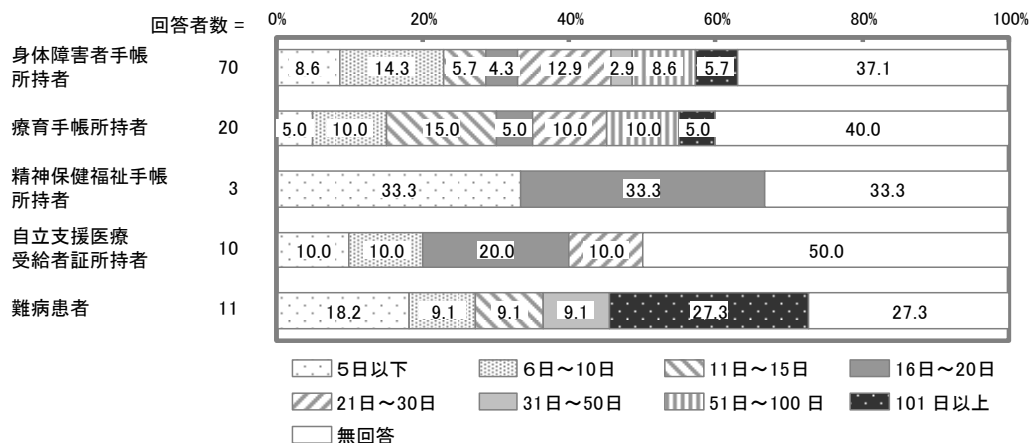 回答者数 =
0% 20% 40% 60% 80% 100%
身体障害者手帳
所持者
70
8.6 14.3 5.7 4.3 12.9 2.9 8.6 5.7 37.1
療育手帳所持者
20
5.0 10.0 15.0 5.0 10.0 10.0 5.0 40.0
精神保健福祉手帳
所持者
3
33.3 33.3 33.3
自立支援医療
受給者証所持者
10
10.0 10.0 20.0 10.0 50.0
難病患者
11
18.2 9.1 9.1 9.1 27.3 27.3
5日以下 6日～10日 11日～15日 16日～20日
21日～30日 31日～50日 51日～100 日 101 日以上
無回答